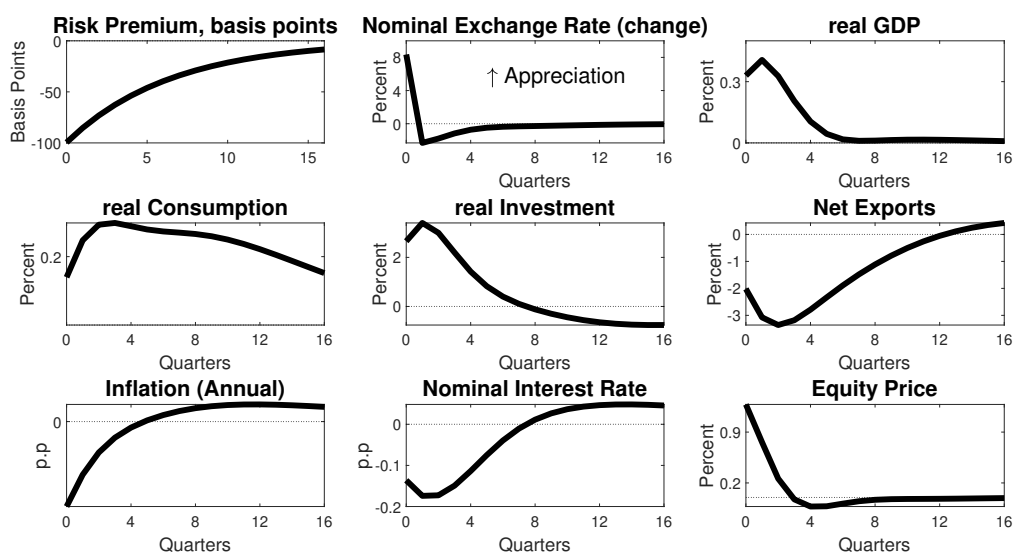 Risk Premium, basis points
Basis Points
0
-50
-100
0 5 10 15
Nominal Exchange Rate (change)
Percent
8
4
0
↑ Appreciation
0 4 8 12 16
Quarters
real GDP
Percent
0.3
0
0 4 8 12 16
Quarters
real Consumption
Percent
0.2
0 4 8 12 16
Quarters
real Investment
Percent
2
0
0 4 8 12 16
Quarters
Net Exports
Percent
0
-1
-2
-3
0 4 8 12 16
Quarters
Inflation (Annual)
p.p
0
0 4 8 12 16
Quarters
Nominal Interest Rate
p.p
0
-0.1
-0.2
0 4 8 12 16
Quarters
Equity Price
Percent
0.9
0.2
0 4 8 12 16
Quarters